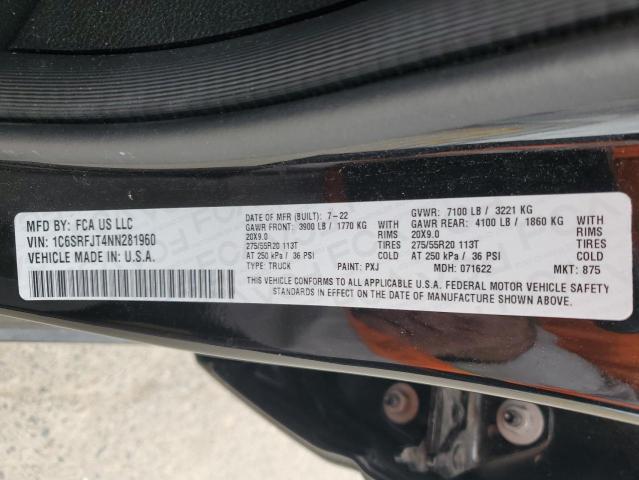 MFD BY: FCA US LLC
VIN: 1C6SRFJT4NN281960
VEHICLE MADE IN: U.S.A.
DATE OF MFR (BUILT): 7-22 GVWR: 7100 LB / 3221 KG
GAWR FRONT: 3900 LB / 1770 KG WITH GAWR REAR: 4100 LB / 1860 KG WITH
20X9.0 RIMS 20X9.0 RIMS
275/55R20 113T TIRES 275/55R20 113T TIRES
AT 250 kPa / 36 PSI COLD AT 250 kPa / 36 PSI COLD
TYPE: TRUCK PAINT: PXJ MDH: 071622 MKT: 875
THIS VEHICLE CONFORMS TO ALL APPLICABLE U.S.A. FEDERAL MOTOR VEHICLE SAFETY
STANDARDS IN EFFECT ON THE DATE OF MANUFACTURE SHOWN ABOVE.